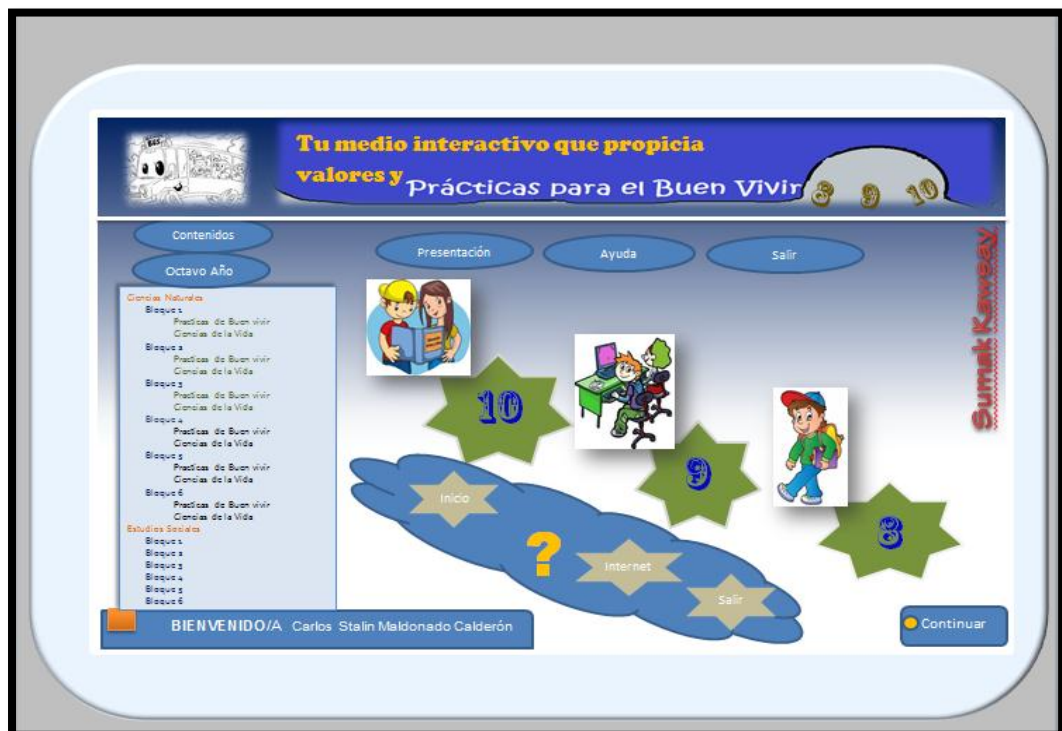 BUS
Tu medio interactivo que propicia
valores y Prácticas para el Buen Vivir
8 9 10
Contenidos
Presentación
Ayuda
Salir
Octavo Año
Sumak Kawsay
Ciencias Naturales
Bloque 1
Practicas de Buen vivir
Ciencias de la Vida
Bloque 2
Practicas de Buen vivir
Ciencias de la Vida
Bloque 3
Practicas de Buen vivir
Ciencias de la Vida
Bloque 4
Practicas de Buen vivir
Ciencias de la Vida
Bloque 5
Practicas de Buen vivir
Ciencias de la Vida
Bloque 6
Practicas de Buen vivir
Ciencias de la Vida
Estudios Sociales
Bloque 1
Bloque 2
Bloque 3
Bloque 4
Bloque 5
Bloque 6
10
9
8
Inicio
?
Internet
Salir
BIENVENIDO/A Carlos Stalin Maldonado Calderón
Continuar